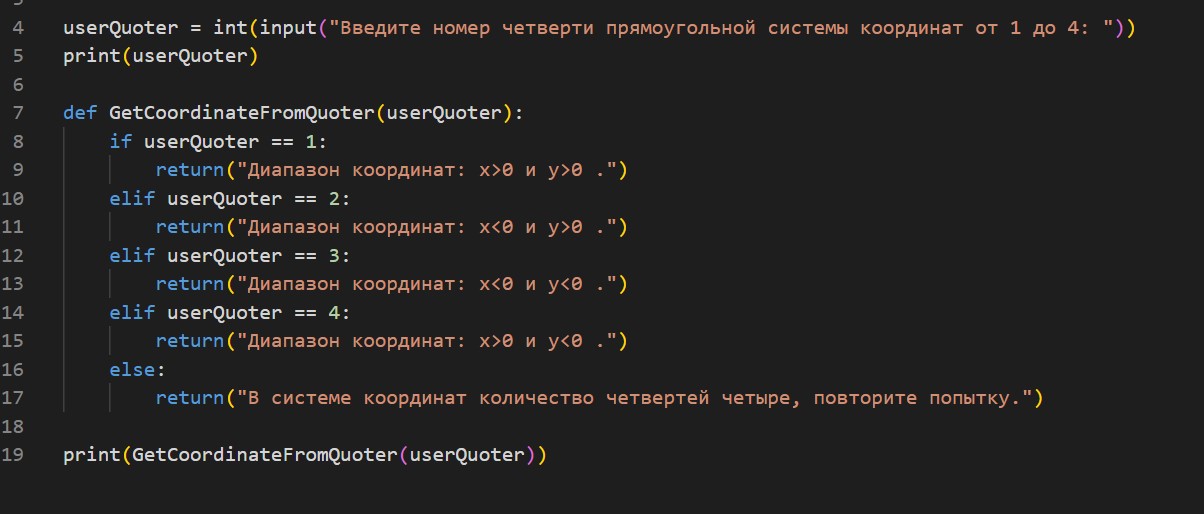 4 userQuoter = int(input("Введите номер четверти прямоугольной системы координат от 1 до 4: "))
5 print(userQuoter)
6
7 def GetCoordinateFromQuoter(userQuoter):
8 if userQuoter == 1:
9 return("Диапазон координат: x>0 и y>0 .")
10 elif userQuoter == 2:
11 return("Диапазон координат: x<0 и y>0 .")
12 elif userQuoter == 3:
13 return("Диапазон координат: x<0 и y<0 .")
14 elif userQuoter == 4:
15 return("Диапазон координат: x>0 и y<0 .")
16 else:
17 return("В системе координат количество четвертей четыре, повторите попытку.")
18
19 print(GetCoordinateFromQuoter(userQuoter))